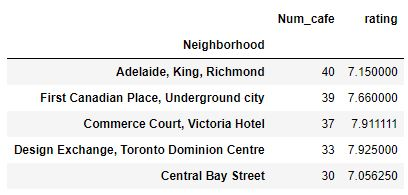 Num_cafe rating
Neighborhood
Adelaide, King, Richmond 40 7.150000
First Canadian Place, Underground city 39 7.660000
Commerce Court, Victoria Hotel 37 7.911111
Design Exchange, Toronto Dominion Centre 33 7.925000
Central Bay Street 30 7.056250